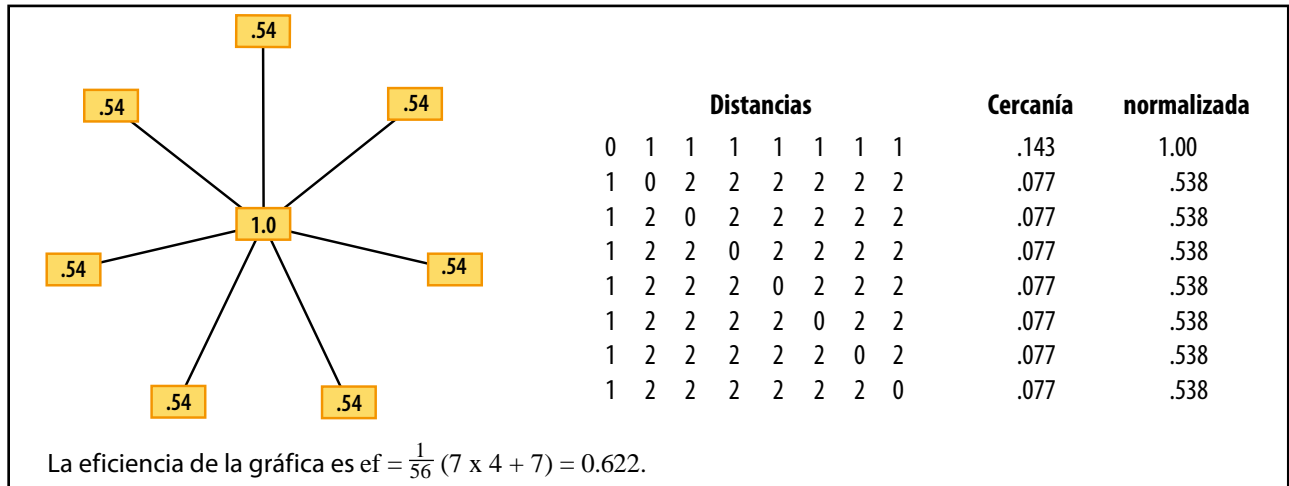 .54
.54
.54
1.0
.54
.54
.54
.54
Distancias Cercanía normalizada
0 1 1 1 1 1 1 1 .143 1.00
1 0 2 2 2 2 2 2 .077 .538
1 2 0 2 2 2 2 2 .077 .538
1 2 2 0 2 2 2 2 .077 .538
1 2 2 2 0 2 2 2 .077 .538
1 2 2 2 2 0 2 2 .077 .538
1 2 2 2 2 2 0 2 .077 .538
1 2 2 2 2 2 2 0 .077 .538
La eficiencia de la gráfica es ef = 1/56 (7 x 4 + 7) = 0.622.